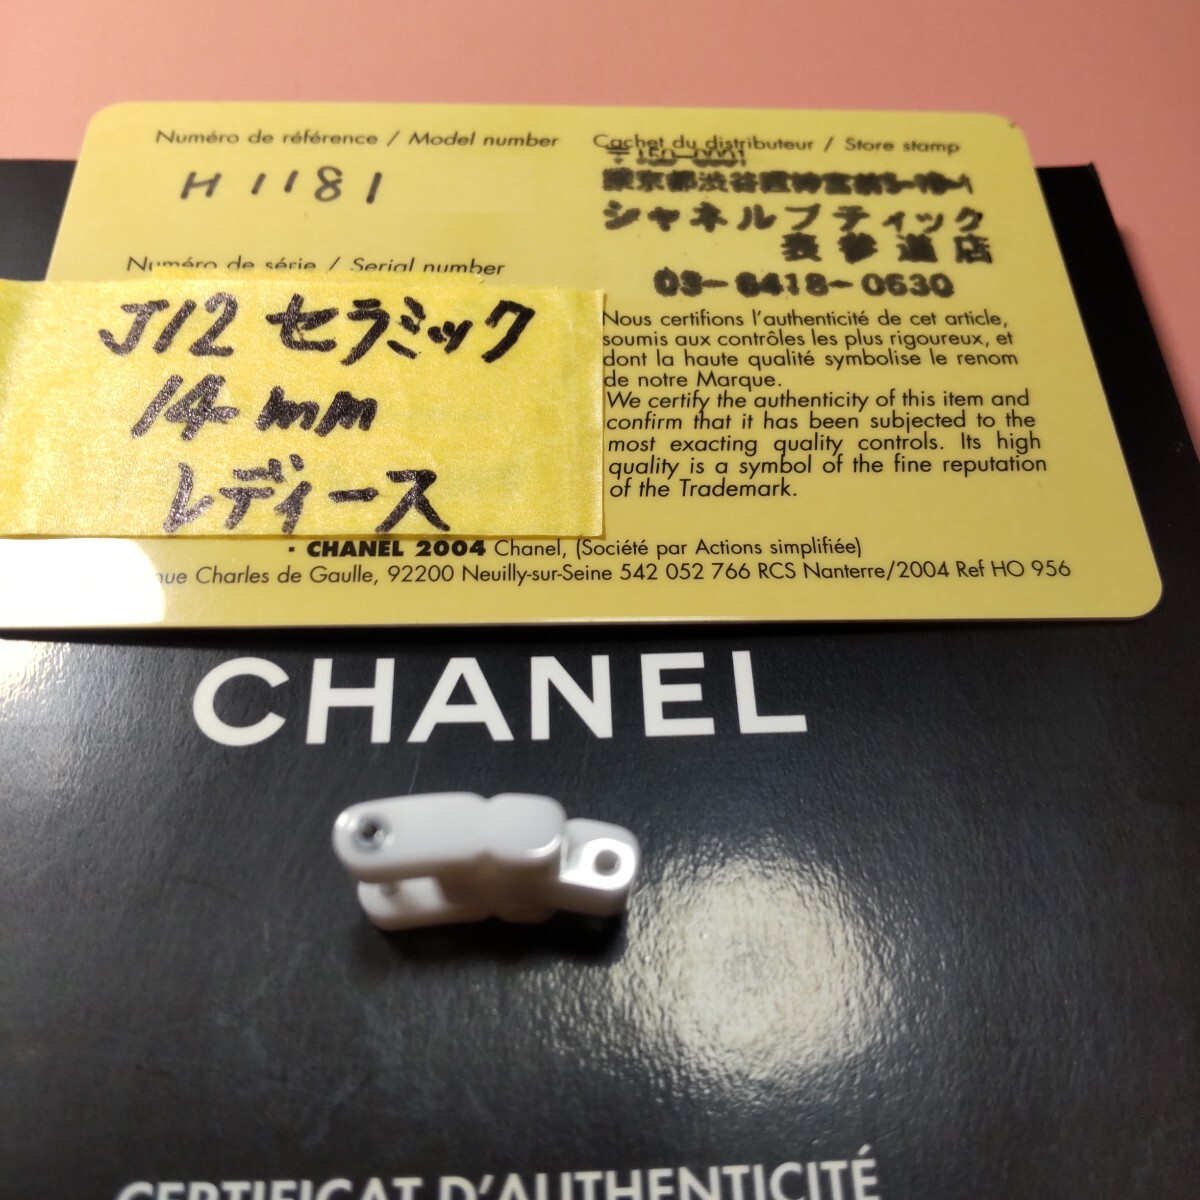 Numéro de référence / Model number
H 1181
Cachet du distributeur / Store stamp
シャネルブティック
表参道店
03-6418-0630
Numéro de série / Serial number
J12 セラミック
14mm
レディース
Nous certifions l'authenticité de cet article,
soumis aux contrôles les plus rigoureux, et
dont la haute qualité symbolise le renom
de notre Marque.
We certify the authenticity of this item and
confirm that it has been subjected to the
most exacting quality controls. Its high
quality is a symbol of the fine reputation
of the Trademark.
· CHANEL 2004 Chanel, (Société par Actions simplifiée)
Charles de Gaulle, 92200 Neuilly-sur-Seine 542 052 766 RCS Nanterre/2004 Ref HO 956
CHANEL
CERTIFICAT D'AUTHENTICITÉ